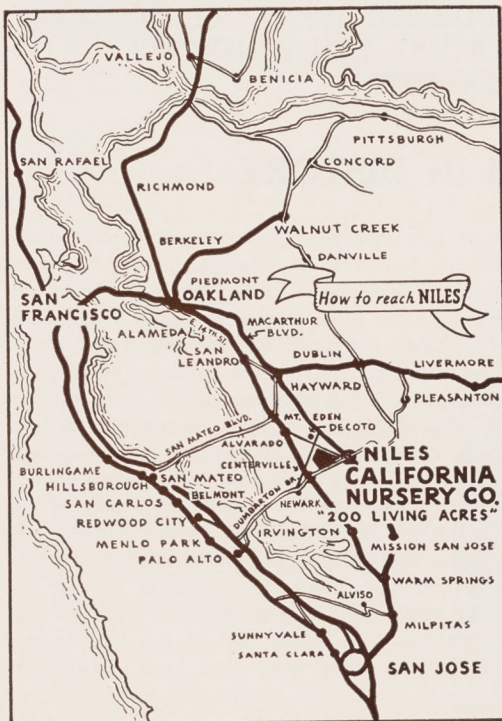 VALLEJO
BENICIA
PITTSBURGH
CONCORD
SAN RAFAEL
RICHMOND
WALNUT CREEK
BERKELEY
DANVILLE
PIEDMONT
OAKLAND
How to reach NILES
SAN
FRANCISCO
ALAMEDA
E. 14TH ST.
MACARTHUR
BLVD.
SAN
LEANDRO
DUBLIN
LIVERMORE
HAYWARD
PLEASANTON
MT. EDEN
DECOTO
SAN MATEO BLVD.
ALVARADO
CENTERVILLE
NILES
CALIFORNIA
NURSERY CO.
"200 LIVING ACRES"
BURLINGAME
HILLSBOROUGH
SAN MATEO
BELMONT
SAN CARLOS
REDWOOD CITY
DUMBARTON BR.
NEWARK
IRVINGTON
MENLO PARK
PALO ALTO
MISSION SAN JOSE
WARM SPRINGS
ALVISO
MILPITAS
SUNNYVALE
SANTA CLARA
SAN JOSE